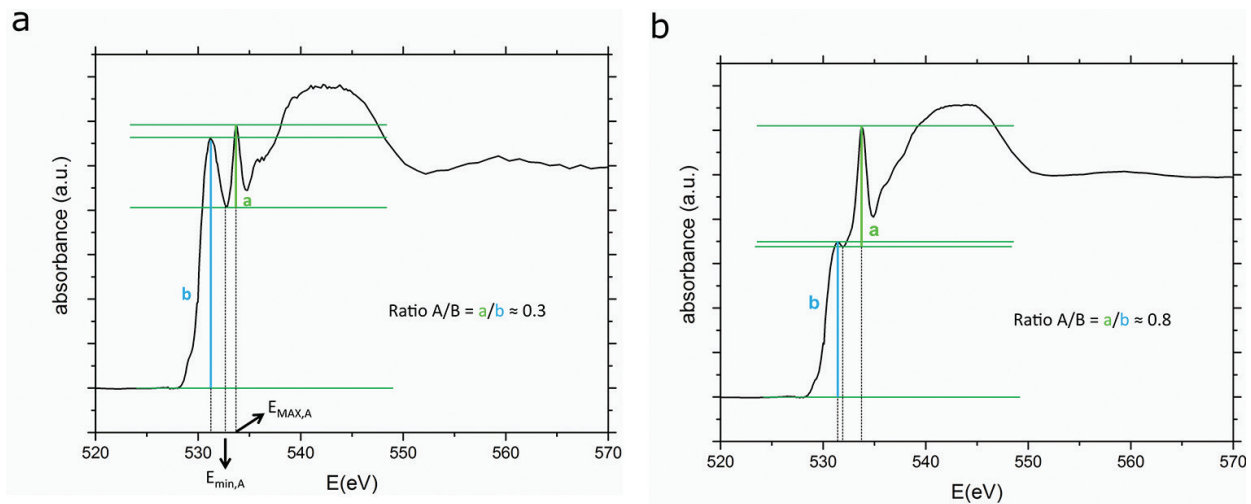 a
absorbance (a.u.)
b
a
Ratio A/B = a/b ≈ 0.3
E_MAX,A
520
530
540
550
560
570
E_min,A
E(eV)
b
absorbance (a.u.)
b
a
Ratio A/B = a/b ≈ 0.8
520
530
540
550
560
570
E(eV)